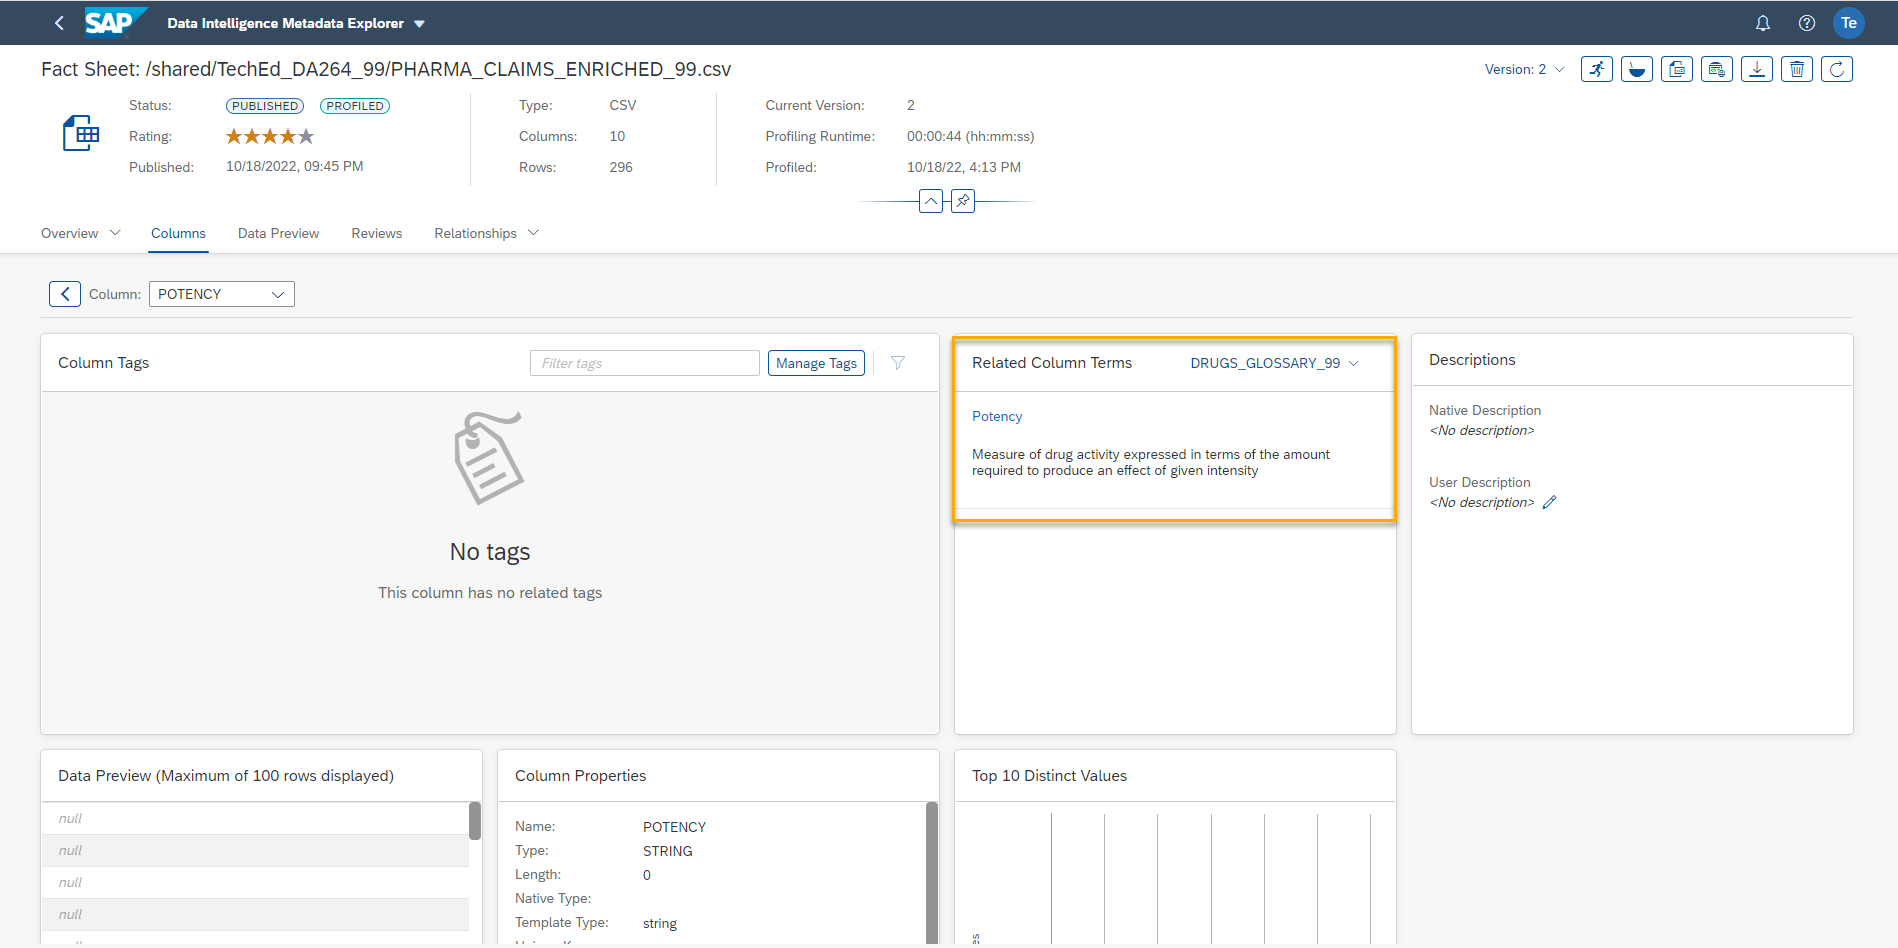 SAP
Data Intelligence Metadata Explorer
Te
Fact Sheet: /shared/TechEd_DA264_99/PHARMA_CLAIMS_ENRICHED_99.csv
Version: 2
Status: PUBLISHED PROFILED
Rating:
Published: 10/18/2022, 09:45 PM
Type: CSV
Columns: 10
Rows: 296
Current Version: 2
Profiling Runtime: 00:00:44 (hh:mm:ss)
Profiled: 10/18/22, 4:13 PM
Overview Columns Data Preview Reviews Relationships
Column: POTENCY
Column Tags
Filter tags
Manage Tags
No tags
This column has no related tags
Related Column Terms
DRUGS_GLOSSARY_99
Potency
Measure of drug activity expressed in terms of the amount
required to produce an effect of given intensity
Descriptions
Native Description
<No description>
User Description
<No description>
Data Preview (Maximum of 100 rows displayed)
null
null
null
null
Column Properties
Name: POTENCY
Type: STRING
Length: 0
Native Type:
Template Type: string
Top 10 Distinct Values